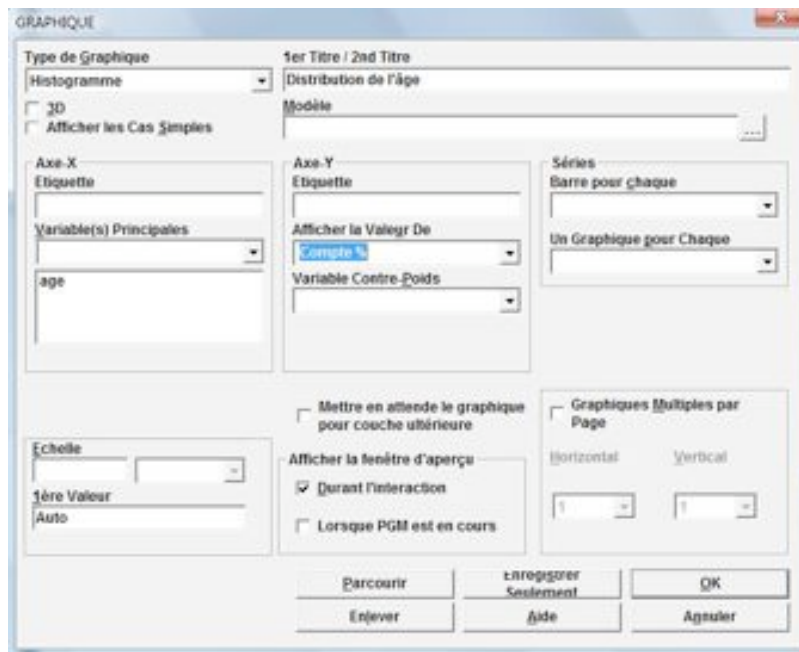 GRAPHIQUE
Type de Graphique
Histogramme
3D
Afficher les Cas Simples
1er Titre / 2nd Titre
Distribution de l'âge
Modèle
...
Axe-X
Etiquette
Variable(s) Principales
age
Axe-Y
Etiquette
Afficher la Valeur De
Compte %
Variable Contre-Poids
Séries
Barre pour chaque
Un Graphique pour Chaque
Echelle
1ère Valeur
Auto
Mettre en attende le graphique
pour couche ultérieure
Afficher la fenêtre d'aperçu
Durant l'interaction
Lorsque PGM est en cours
Graphiques Multiples par
Page
Horizontal
Vertical
1
1
Parcourir
Enregistrer
Seulement
OK
Enlever
Aide
Annuler